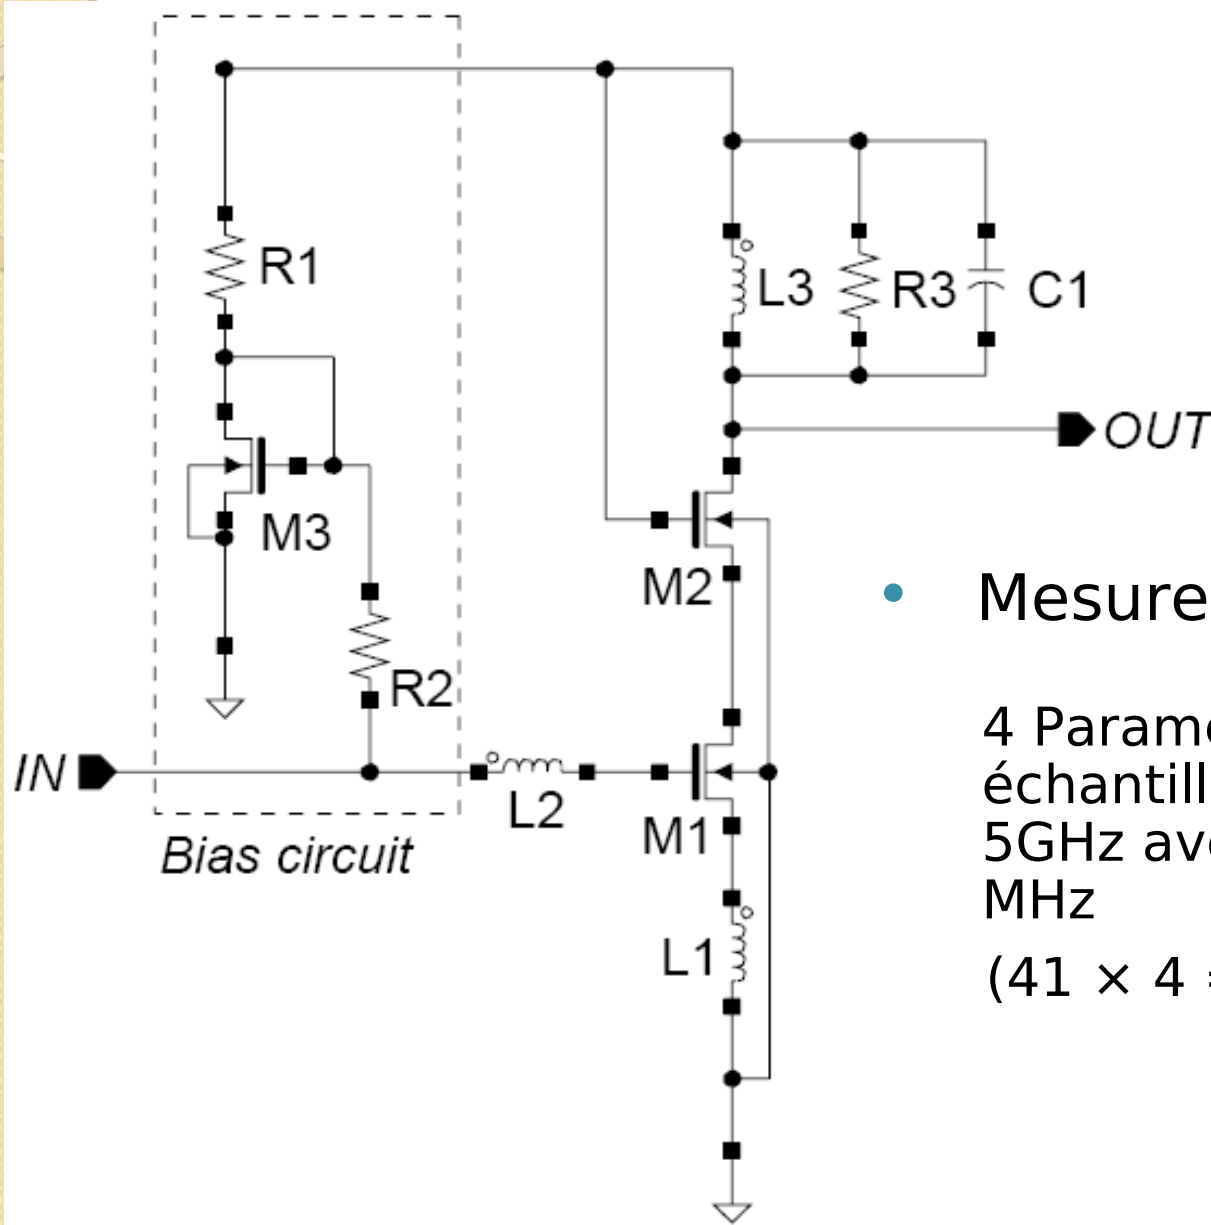 R1
L3
R3
C1
OUT
M3
M2
R2
IN
L2
M1
Bias circuit
L1
• Mesure
4 Param
échantill
5GHz av
MHz
(41 × 4